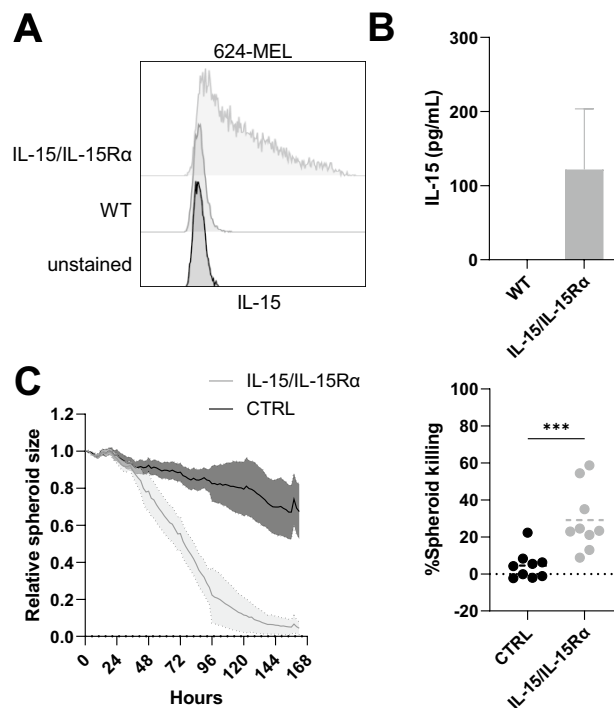 A
624-MEL
IL-15/IL-15Rα
WT
unstained
IL-15
B
300
200
100
0
IL-15 (pg/mL)
WT
IL-15/IL-15Rα
C
IL-15/IL-15Rα
CTRL
1.2
1.0
0.8
0.6
0.4
0.2
0.0
Relative spheroid size
0
24
48
72
96
120
144
168
Hours
100
80
60
40
20
0
-20
%Spheroid killing
***
CTRL
IL-15/IL-15Rα